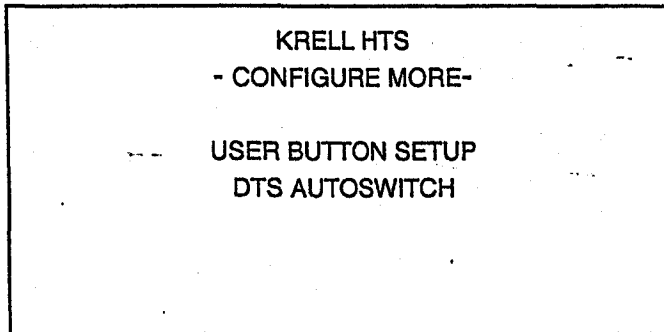 KRELL HTS
- CONFIGURE MORE-
USER BUTTON SETUP
DTS AUTOSWITCH